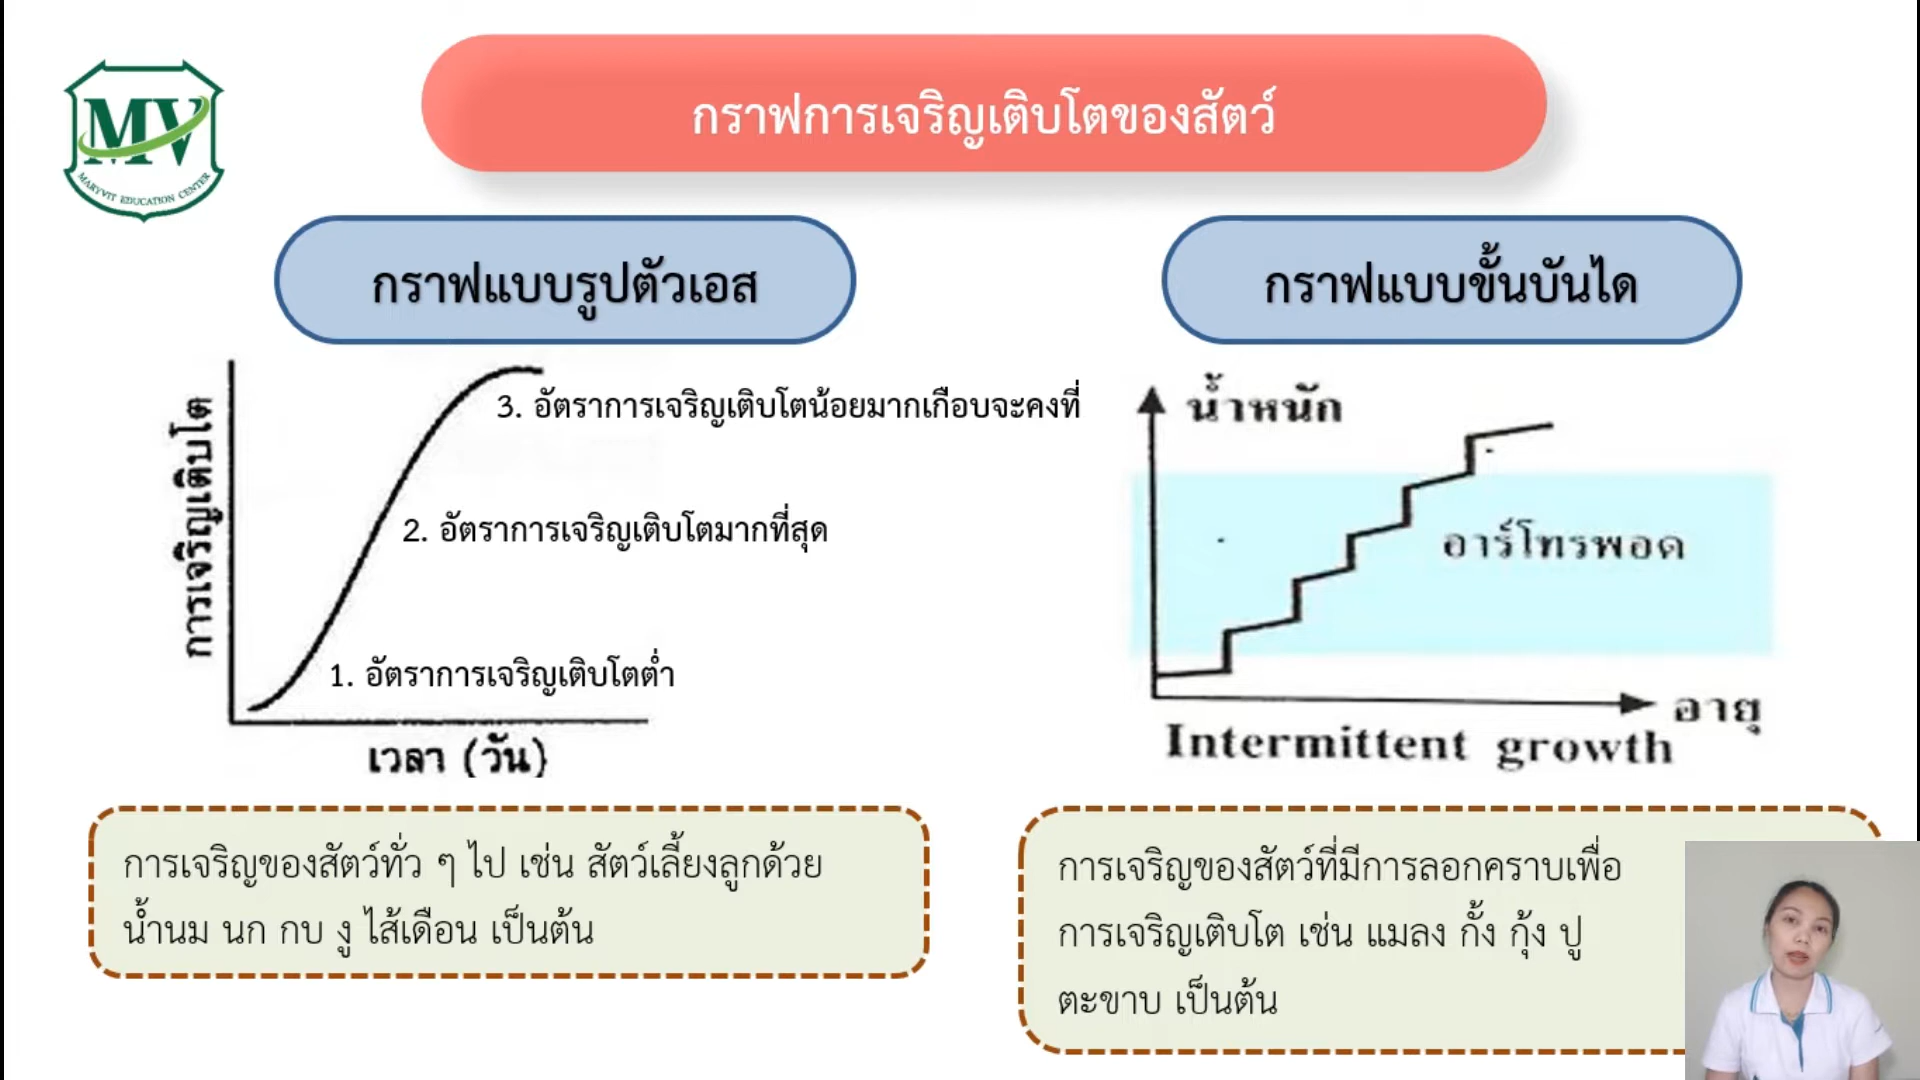 MV
MARYVIT EDUCATION CENTER
กราฟการเจริญเติบโตของสัตว์
กราฟแบบรูปตัวเอส
การเจริญเติบโต
3. อัตราการเจริญเติบโตน้อยมากเกือบจะคงที่
2. อัตราการเจริญเติบโตมากที่สุด
1. อัตราการเจริญเติบโตต่ำ
เวลา (วัน)
การเจริญของสัตว์ทั่ว ๆ ไป เช่น สัตว์เลี้ยงลูกด้วย
น้ำนม นก กบ งู ไส้เดือน เป็นต้น
กราฟแบบขั้นบันได
น้ำหนัก
อาร์โทรพอด
อายุ
Intermittent growth
การเจริญของสัตว์ที่มีการลอกคราบเพื่อ
การเจริญเติบโต เช่น แมลง กั้ง กุ้ง ปู
ตะขาบ เป็นต้น